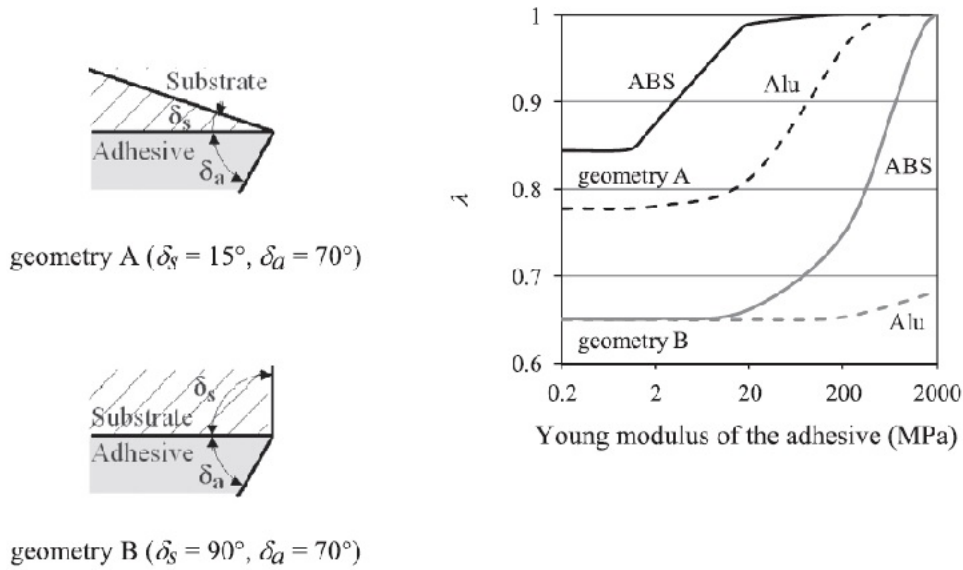 Substrate
δs
Adhesive
δa
geometry A (δs = 15°, δa = 70°)
δs
Substrate
Adhesive
δa
geometry B (δs = 90°, δa = 70°)
1
0.9
0.8
0.7
0.6
λ
ABS
Alu
ABS
geometry A
geometry B
Alu
0.2 2 20 200 2000
Young modulus of the adhesive (MPa)